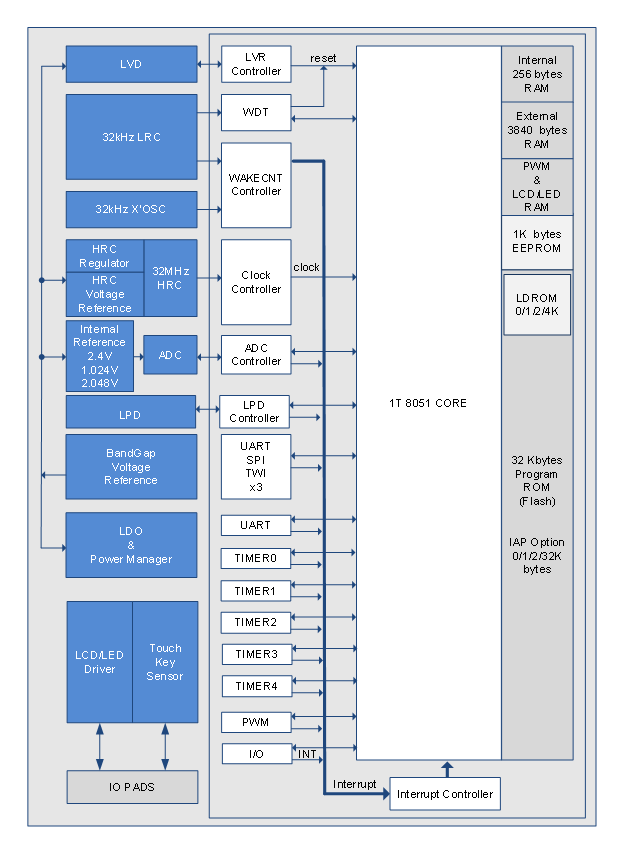 LVD
32kHz LRC
32kHz X'OSC
HRC
Regulator
HRC
Voltage
Reference
32MHz
HRC
Internal
Reference
2.4V
1.024V
2.048V
ADC
LPD
BandGap
Voltage
Reference
LDO
&
Power Manager
LCD/LED
Driver
Touch
Key
Sensor
IO PADS
LVR
Controller
WDT
WAKECNT
Controller
Clock
Controller
ADC
Controller
LPD
Controller
UART
SPI
TWI
x3
UART
TIMER0
TIMER1
TIMER2
TIMER3
TIMER4
PWM
I/O
reset
clock
INT
Interrupt
1T 8051 CORE
Interrupt Controller
Internal
256 bytes
RAM
External
3840 bytes
RAM
PWM
&
LCD/LED
RAM
1K bytes
EEPROM
LDROM
0/1/2/4K
32 Kbytes
Program
ROM
(Flash)
IAP Option
0/1/2/32K
bytes